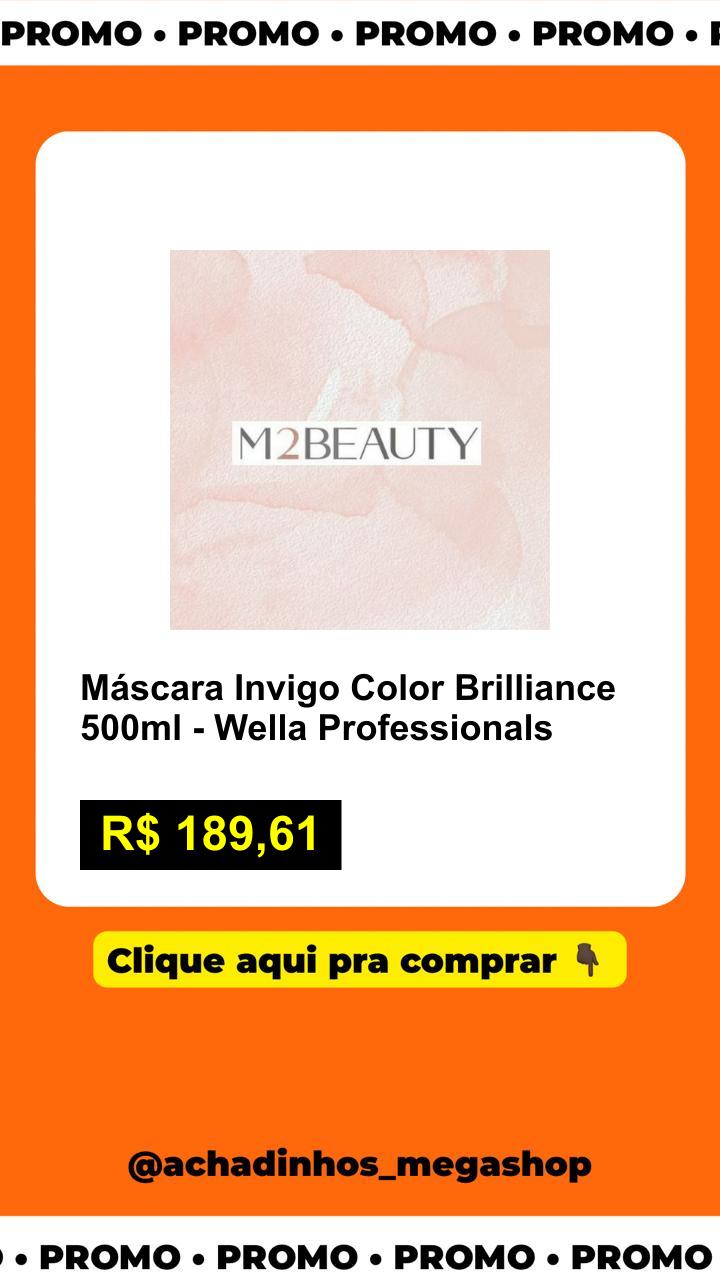 PROMO • PROMO • PROMO • PROMO •
M2BEAUTY
Máscara Invigo Color Brilliance
500ml - Wella Professionals
R$ 189,61
Clique aqui pra comprar 👇🏿
@achadinhos_megashop
• PROMO • PROMO • PROMO • PROMO